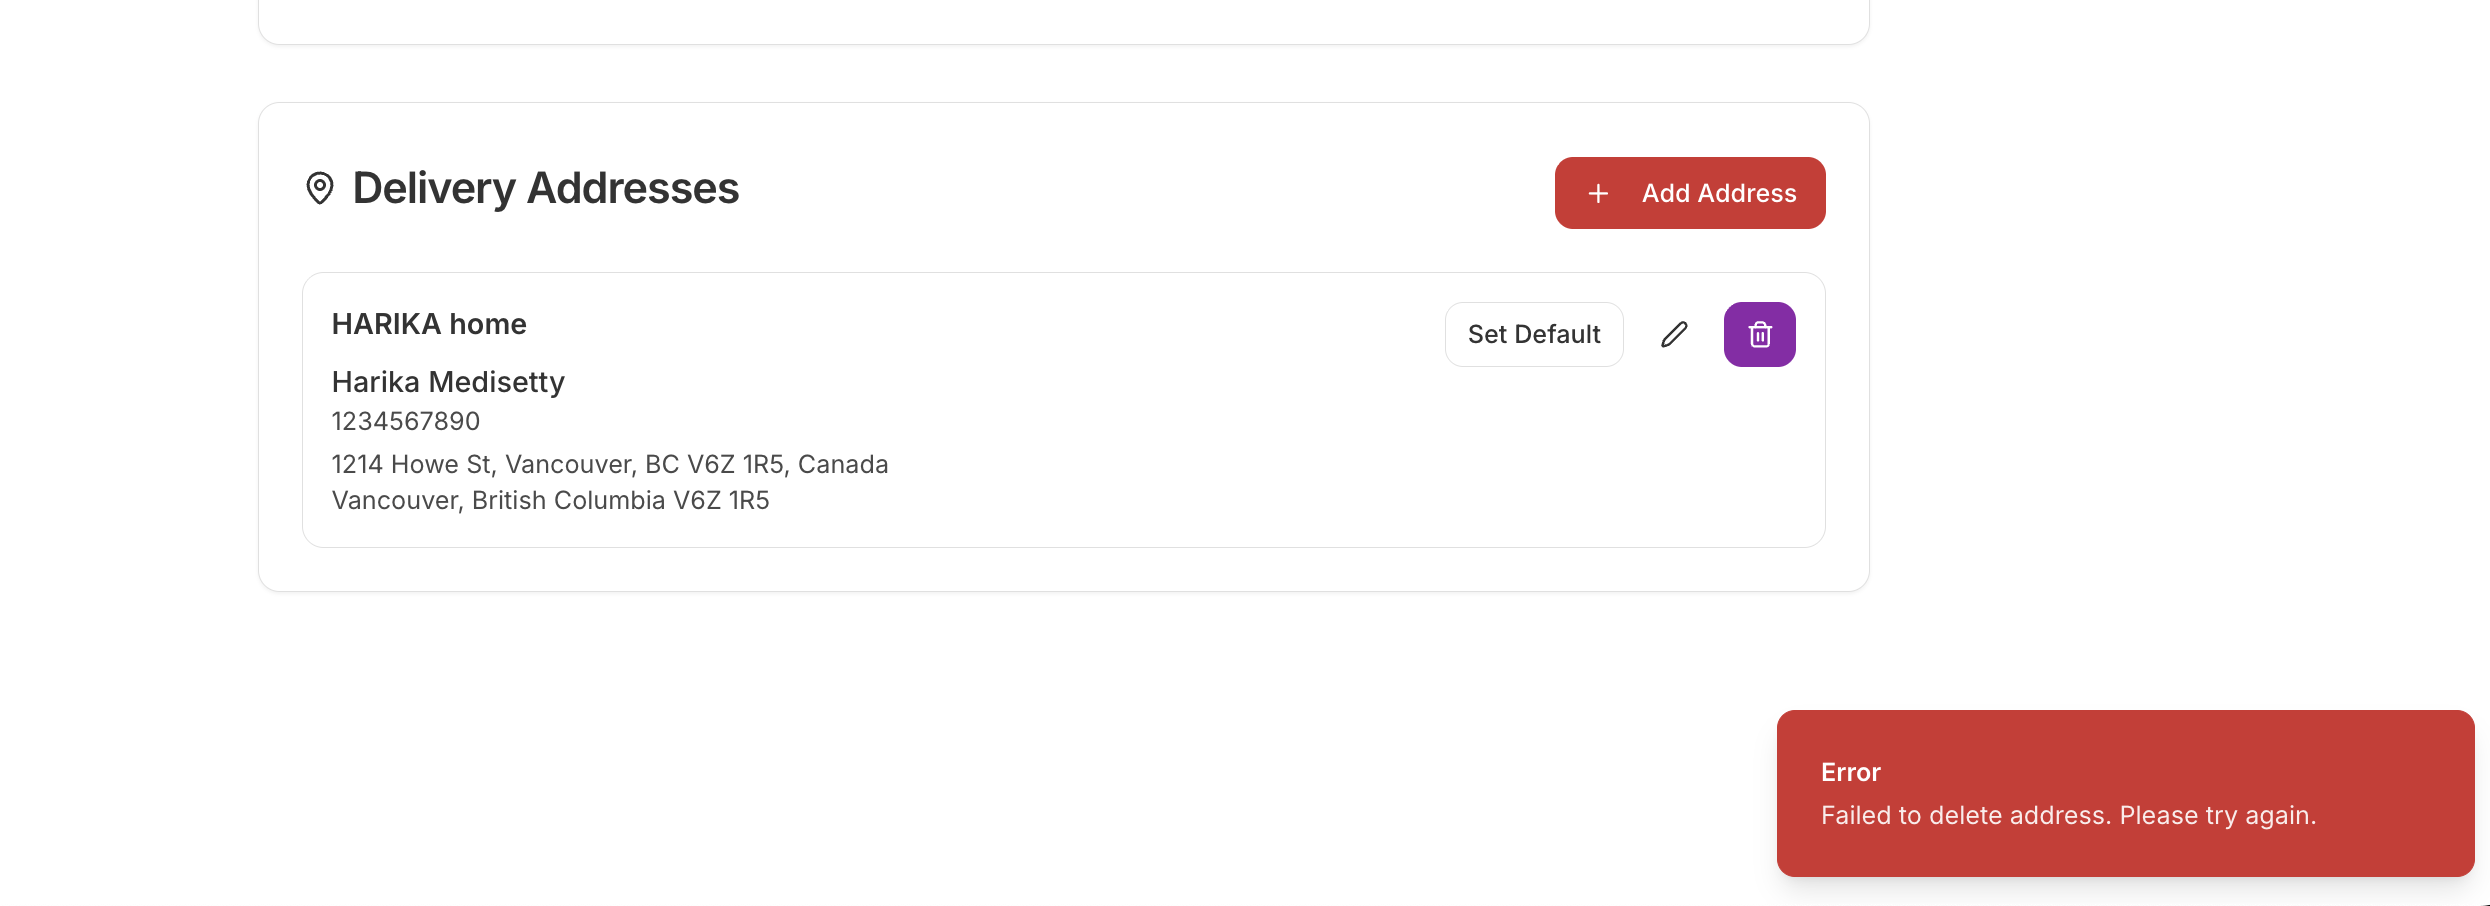 Delivery Addresses
Add Address
HARIKA home
Set Default
Harika Medisetty
1234567890
1214 Howe St, Vancouver, BC V6Z 1R5, Canada
Vancouver, British Columbia V6Z 1R5
Error
Failed to delete address. Please try again.